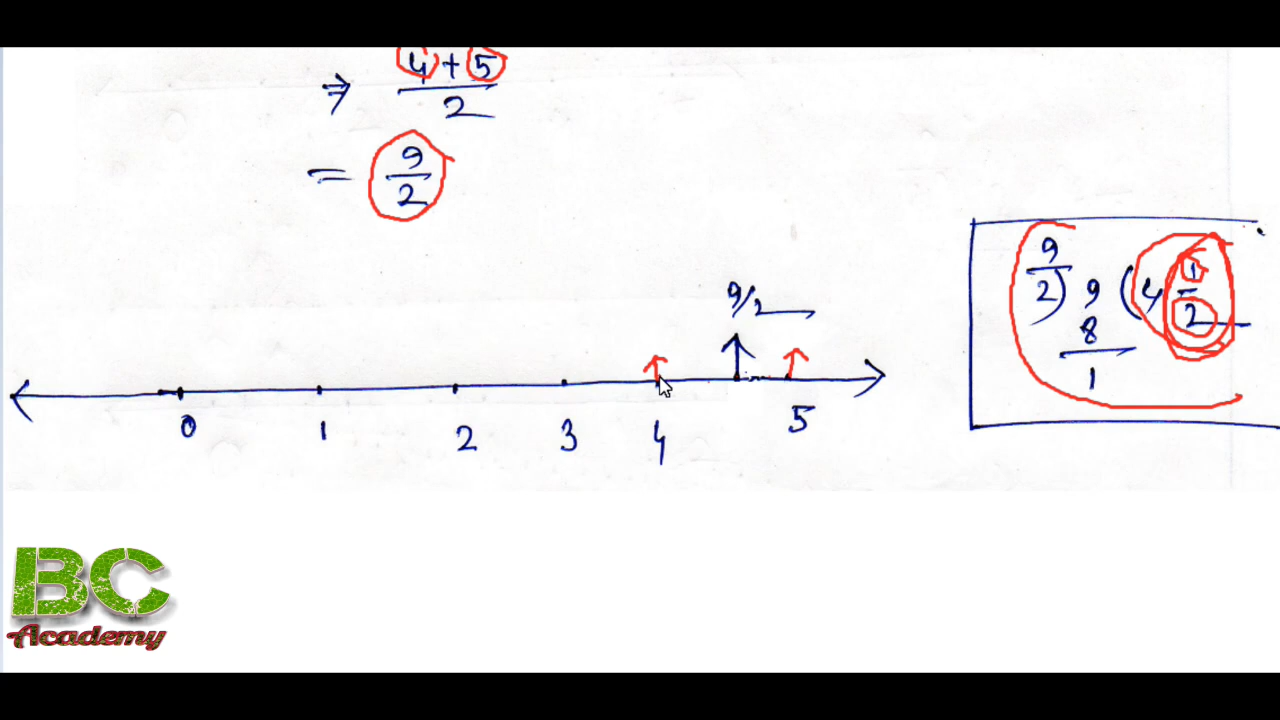 ⇒ 4+5
2
= 9
2
9/2
0 1 2 3 4 5
9
2) 9 (4 1
2
8
1
BC
Academy